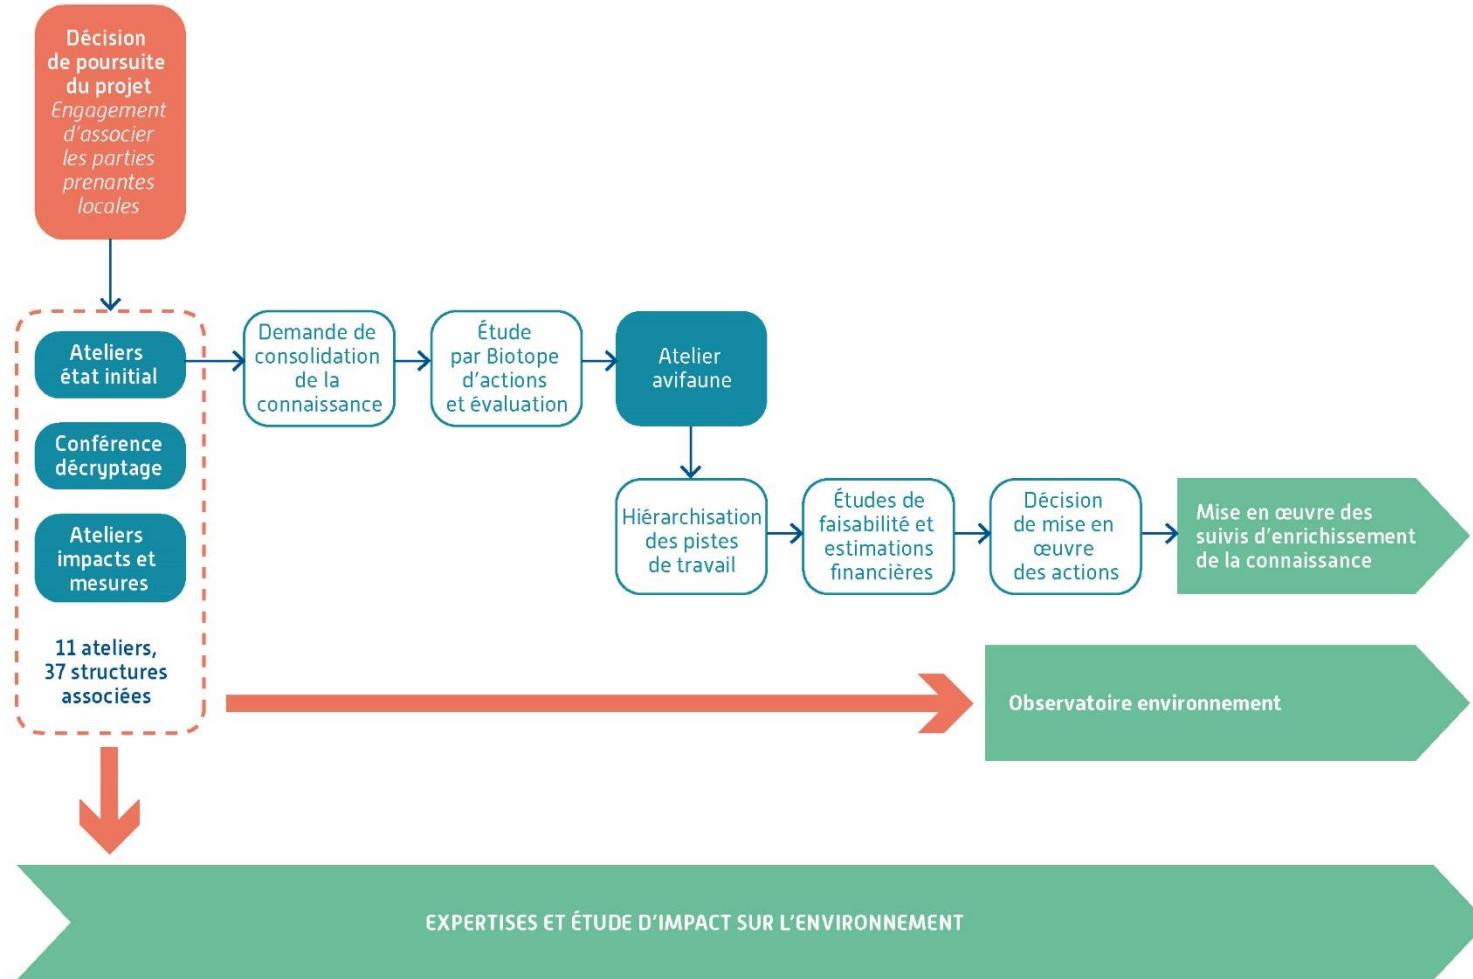 Décision
de poursuite
du projet
Engagement
d'associer
les parties
prenantes
locales
Ateliers
état initial
Conférence
décryptage
Ateliers
impacts et
mesures
11 ateliers,
37 structures
associées
Demande de
consolidation
de la
connaissance
Étude
par Biotope
d'actions
et évaluation
Atelier
avifaune
Hiérarchisation
des pistes
de travail
Études de
faisabilité et
estimations
financières
Décision
de mise en
œuvre
des actions
Mise en œuvre des
suivis d'enrichissement
de la connaissance
Observatoire environnement
EXPERTISES ET ÉTUDE D'IMPACT SUR L'ENVIRONNEMENT